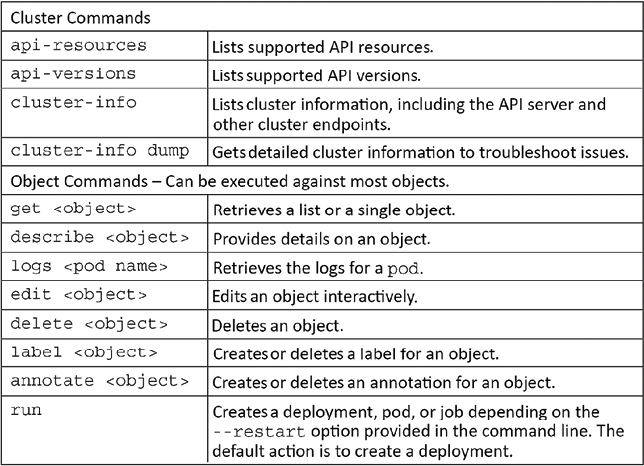 Cluster Commands
api-resources Lists supported API resources.
api-versions Lists supported API versions.
cluster-info Lists cluster information, including the API server and
other cluster endpoints.
cluster-info dump Gets detailed cluster information to troubleshoot issues.
Object Commands – Can be executed against most objects.
get <object> Retrieves a list or a single object.
describe <object> Provides details on an object.
logs <pod name> Retrieves the logs for a pod.
edit <object> Edits an object interactively.
delete <object> Deletes an object.
label <object> Creates or deletes a label for an object.
annotate <object> Creates or deletes an annotation for an object.
run Creates a deployment, pod, or job depending on the
--restart option provided in the command line. The
default action is to create a deployment.